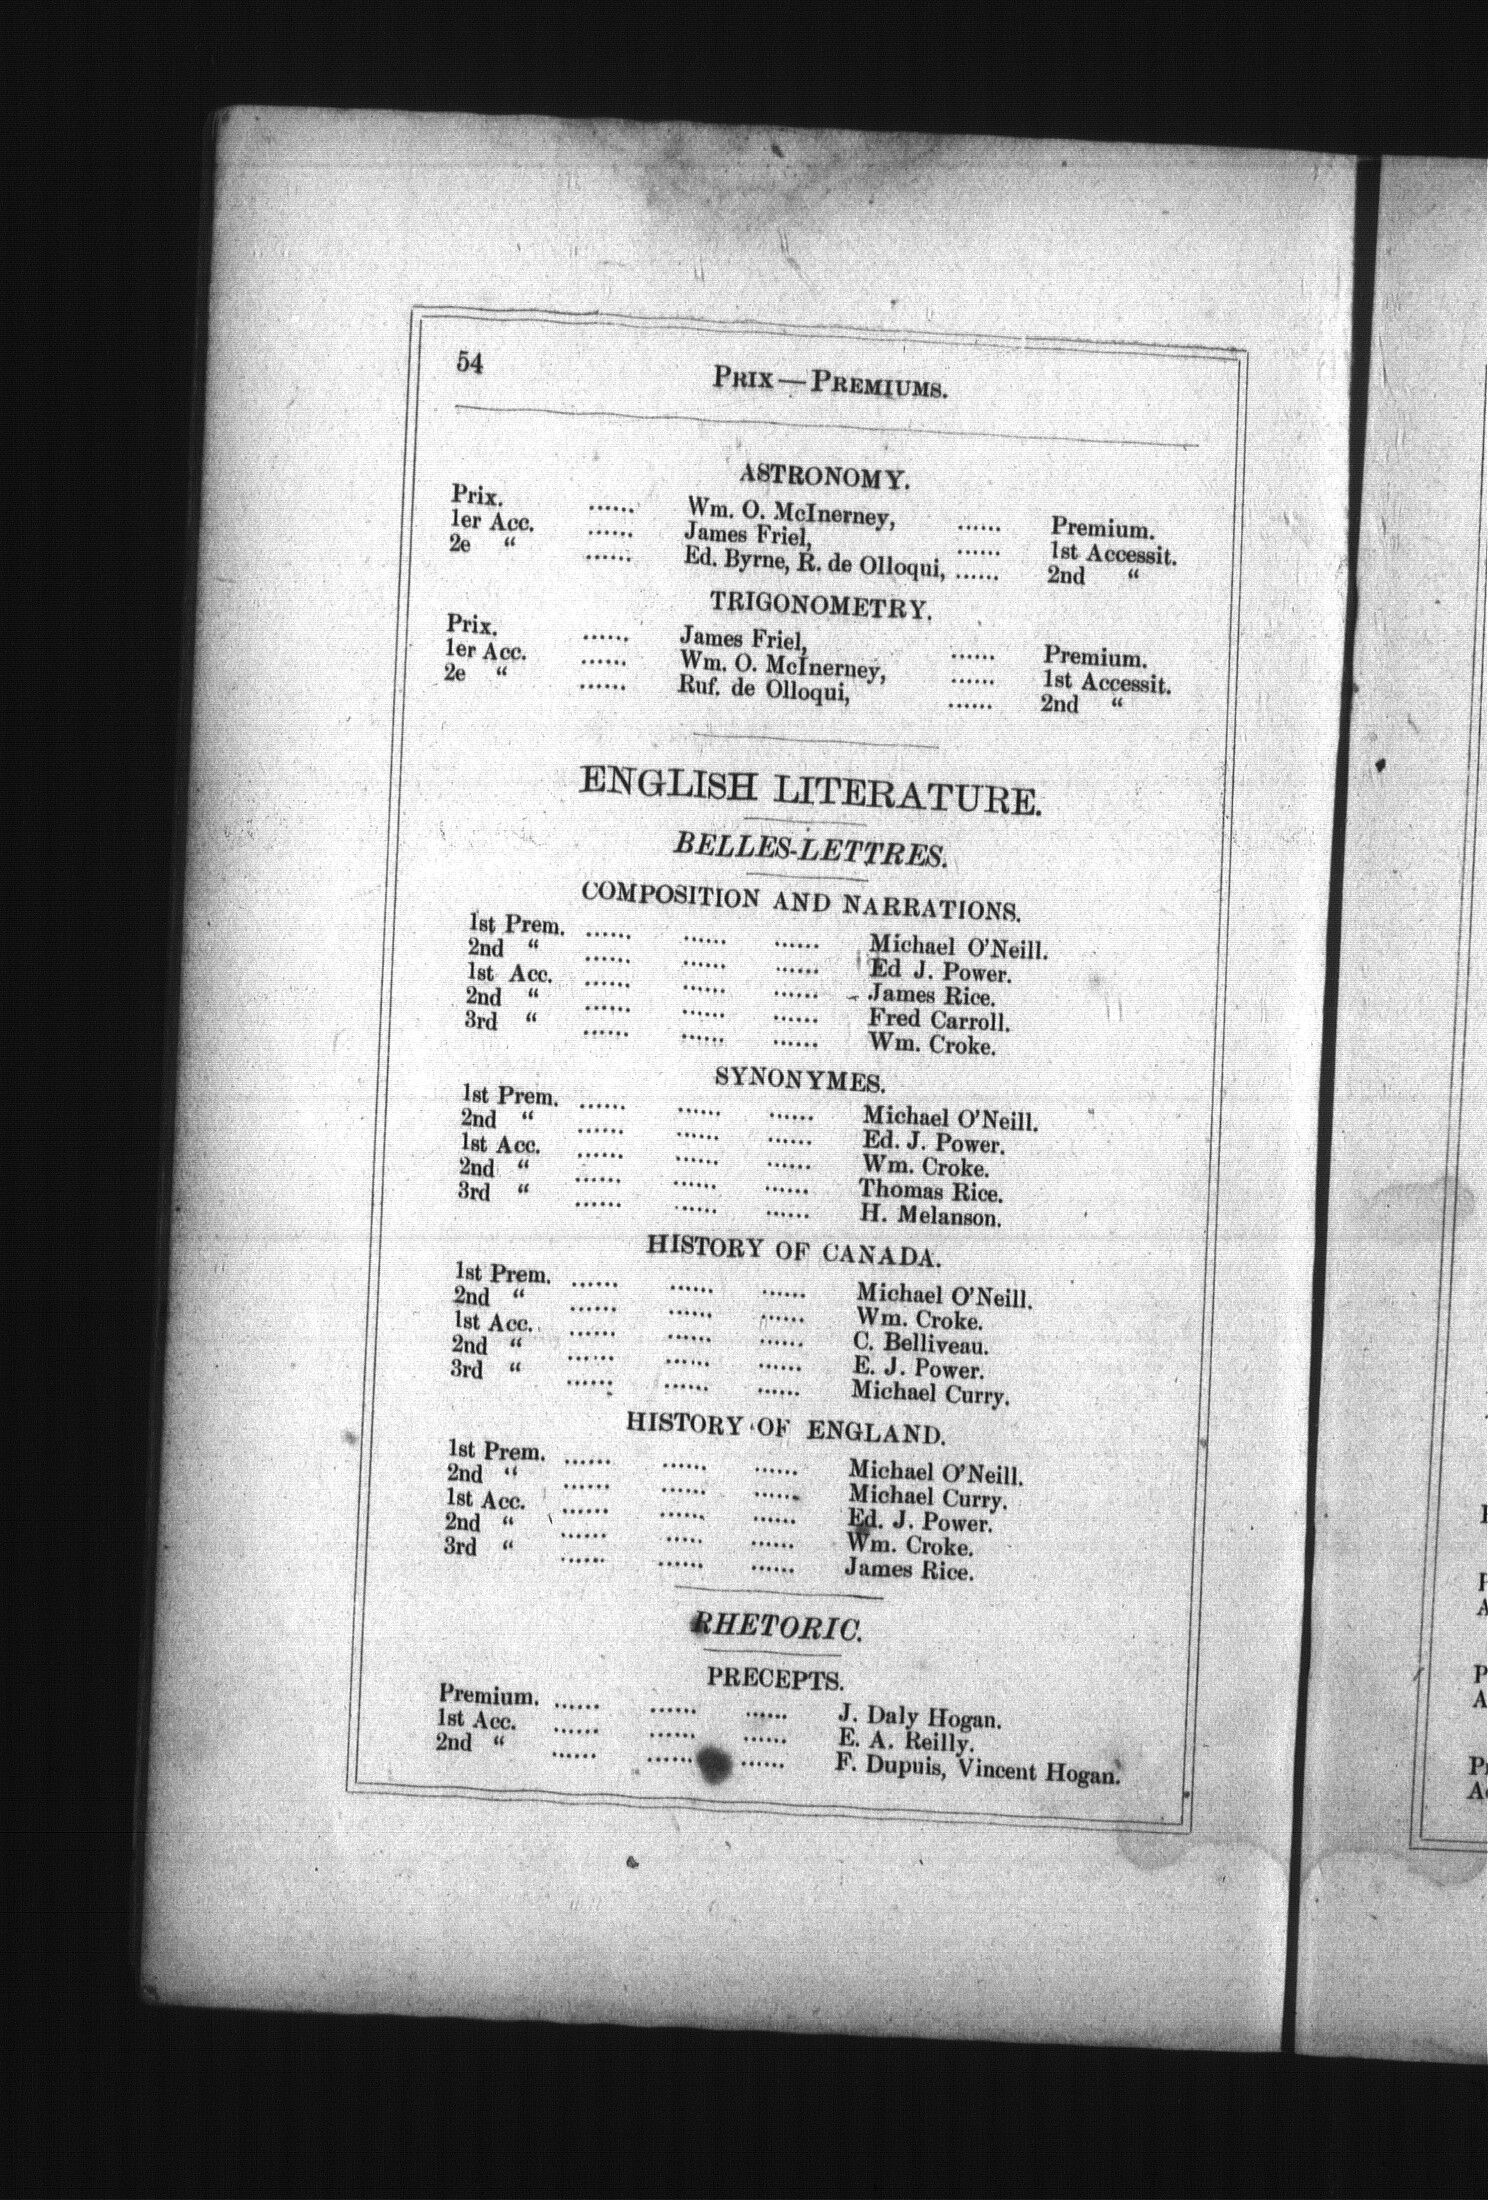 54
PRIX—PREMIUMS.
ASTRONOMY.
Prix. ...... Wm. O. McInerney, ...... Premium.
1er Acc. ...... James Friel, ...... 1st Accessit.
2e “ ...... Ed. Byrne, R. de Olloqui, ...... 2nd “
TRIGONOMETRY.
Prix. ...... James Friel, ...... Premium.
1er Acc. ...... Wm. O. McInerney, ...... 1st Accessit.
2e “ ...... Ruf. de Olloqui, ...... 2nd “
ENGLISH LITERATURE.
BELLES-LETTRES.
COMPOSITION AND NARRATIONS.
1st Prem. ...... ...... ...... Michael O’Neill.
2nd “ ...... ...... ...... Ed J. Power.
1st Acc. ...... ...... ...... James Rice.
2nd “ ...... ...... ...... Fred Carroll.
3rd “ ...... ...... ...... Wm. Croke.
SYNONYMES.
1st Prem. ...... ...... ...... Michael O’Neill.
2nd “ ...... ...... ...... Ed. J. Power.
1st Acc. ...... ...... ...... Wm. Croke.
2nd “ ...... ...... ...... Thomas Rice.
3rd “ ...... ...... ...... H. Melanson.
HISTORY OF CANADA.
1st Prem. ...... ...... ...... Michael O’Neill.
2nd “ ...... ...... ...... Wm. Croke.
1st Acc. ...... ...... ...... C. Belliveau.
2nd “ ...... ...... ...... E. J. Power.
3rd “ ...... ...... ...... Michael Curry.
HISTORY OF ENGLAND.
1st Prem. ...... ...... ...... Michael O’Neill.
2nd “ ...... ...... ...... Michael Curry.
1st Acc. ...... ...... ...... Ed. J. Power.
2nd “ ...... ...... ...... Wm. Croke.
3rd “ ...... ...... ...... James Rice.
RHETORIC.
PRECEPTS.
Premium. ...... ...... ...... J. Daly Hogan.
1st Acc. ...... ...... ...... E. A. Reilly.
2nd “ ...... ...... ...... F. Dupuis, Vincent Hogan.